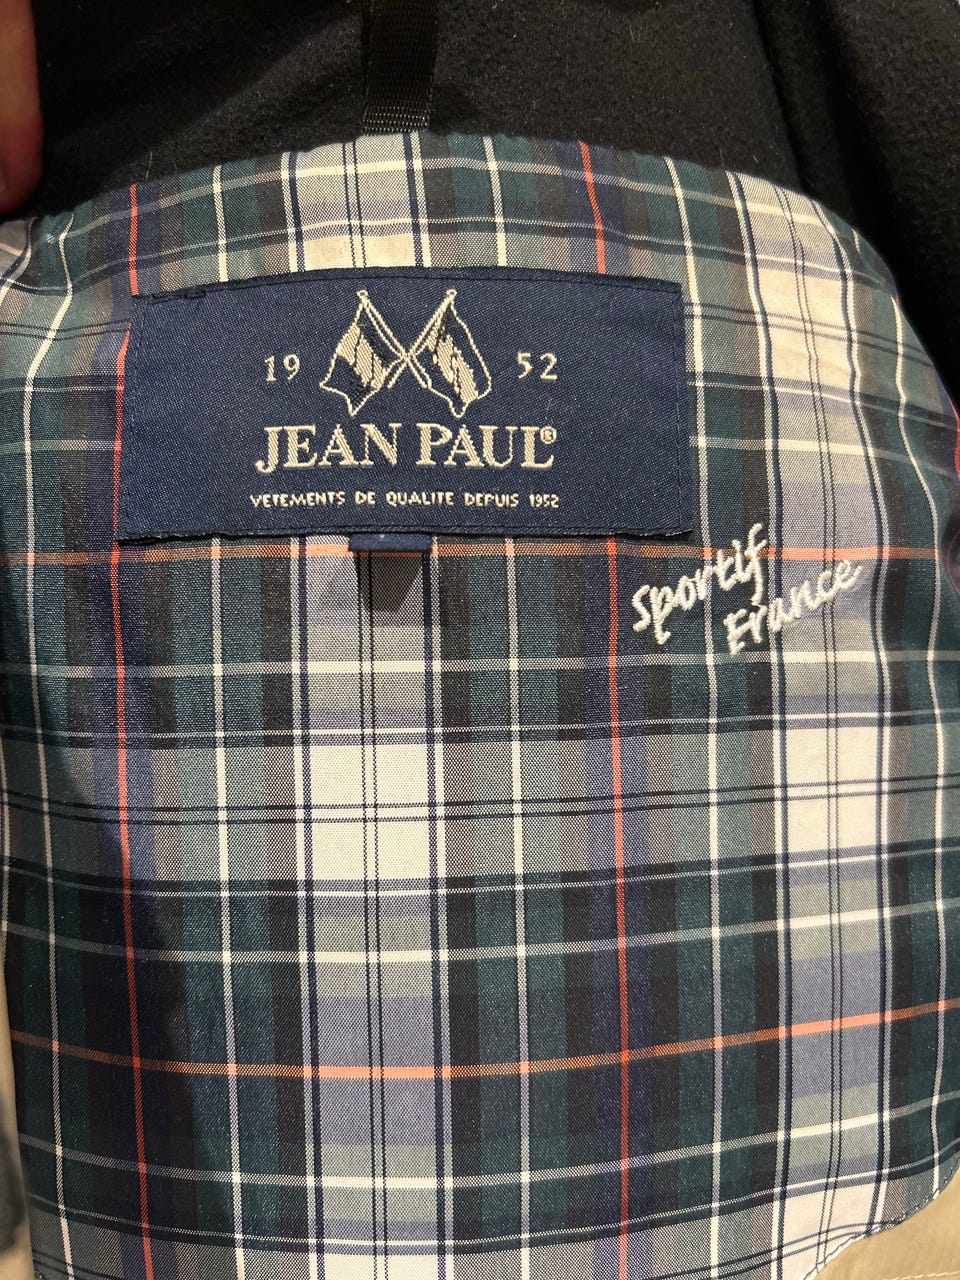 19 52
JEAN PAUL®
VETEMENTS DE QUALITE DEPUIS 1952
Sportif
France